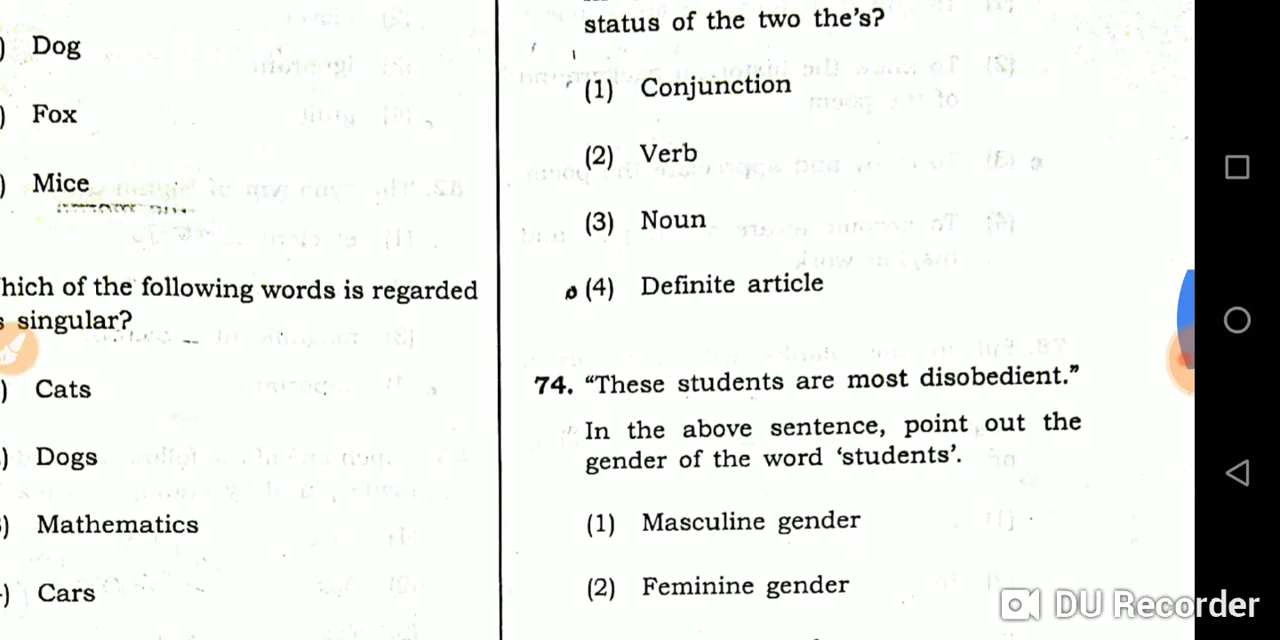 ) Dog
) Fox
) Mice
hich of the following words is regarded
s singular?
) Cats
) Dogs
) Mathematics
) Cars
status of the two the's?
(1) Conjunction
(2) Verb
(3) Noun
(4) Definite article
74. “These students are most disobedient.”
In the above sentence, point out the
gender of the word ‘students’.
(1) Masculine gender
(2) Feminine gender
DU Recorder